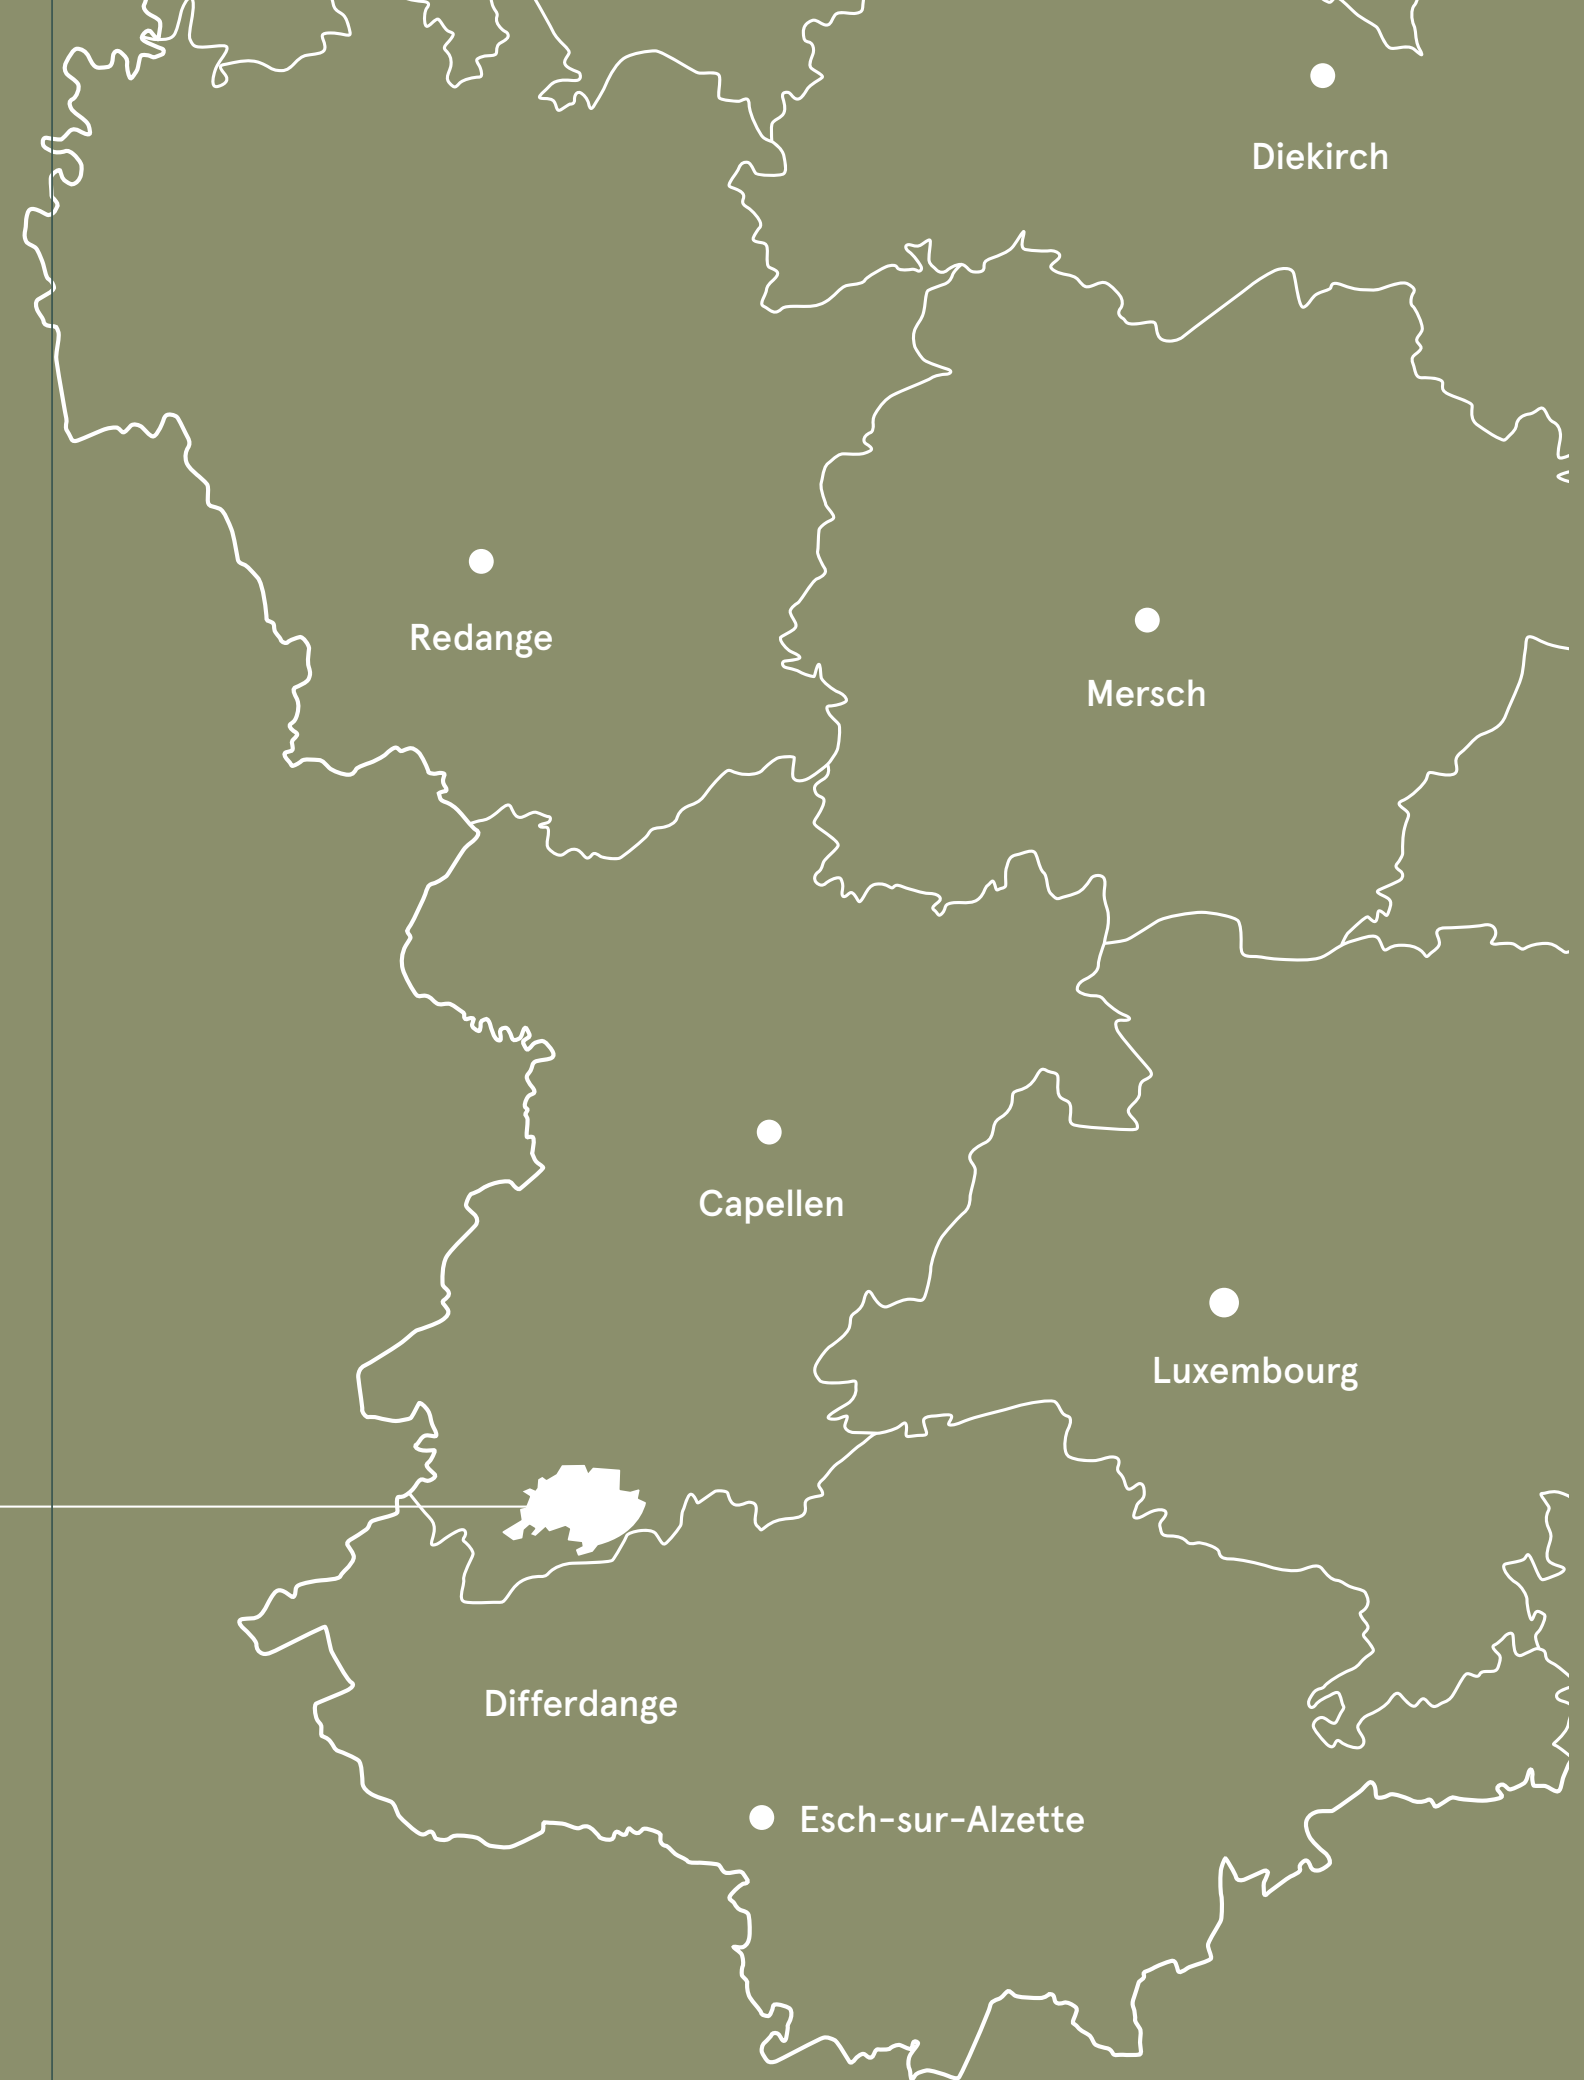 Diekirch
Redange
Mersch
Capellen
Luxembourg
Differdange
Esch-sur-Alzette